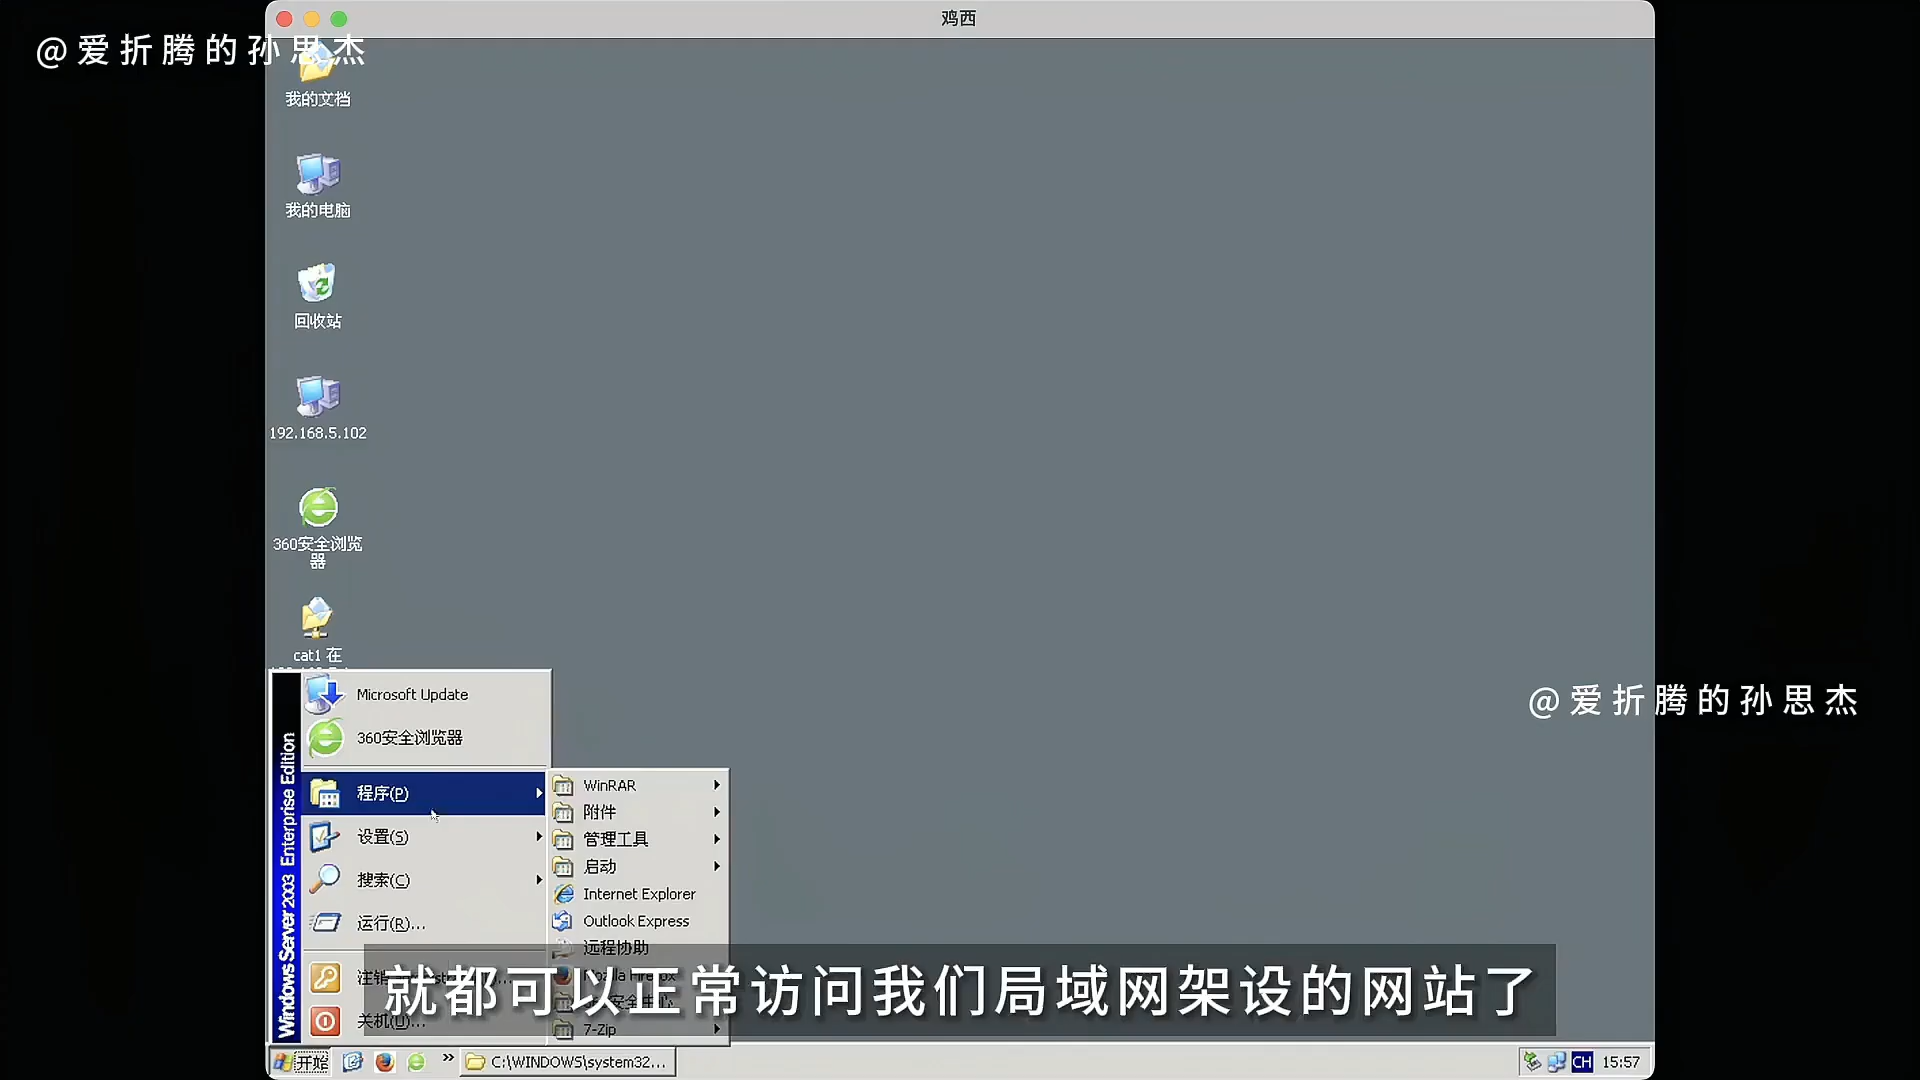 鸡西
@爱折腾的孙思杰
我的文档
我的电脑
回收站
192.168.5.102
360安全浏览
器
cat1 在
Microsoft Update
360安全浏览器
程序(P)
设置(S)
搜索(C)
运行(R)...
注销
关机(U)...
Windows Server 2003 Enterprise Edition
WinRAR
附件
管理工具
启动
Internet Explorer
Outlook Express
远程协助
7-Zip
@爱折腾的孙思杰
就都可以正常访问我们局域网架设的网站了
开始
C:\WINDOWS\system32...
CH
15:57